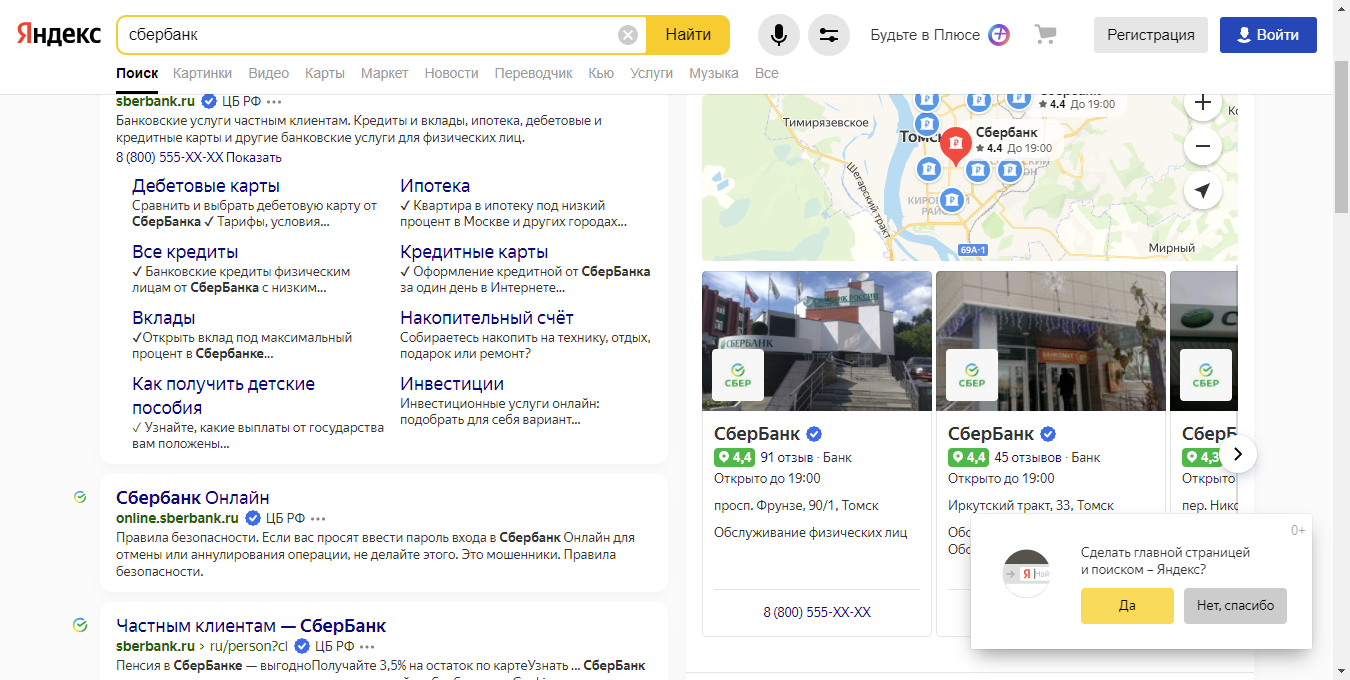 Яндекс
сбербанк
Найти
Будьте в Плюсе
Регистрация
Войти
Поиск Картинки Видео Карты Маркет Новости Переводчик Кью Услуги Музыка Все
sberbank.ru ЦБ РФ
Банковские услуги частным клиентам. Кредиты и вклады, ипотека, дебетовые и
кредитные карты и другие банковские услуги для физических лиц.
8 (800) 555-XX-XX Показать
Дебетовые карты
Сравнить и выбрать дебетовую карту от
СберБанка ✓ Тарифы, условия...
Ипотека
✓ Квартира в ипотеку под низкий
процент в Москве и других городах...
Все кредиты
✓ Банковские кредиты физическим
лицам от СберБанка с низким...
Кредитные карты
✓ Оформление кредитной от СберБанка
за один день в Интернете...
Вклады
✓Открыть вклад под максимальный
процент в Сбербанке...
Накопительный счёт
Собираетесь накопить на технику, отдых,
подарок или ремонт?
Как получить детские
пособия
✓ Узнайте, какие выплаты от государства
вам положены...
Инвестиции
Инвестиционные услуги онлайн:
подобрать для себя вариант...
Сбербанк Онлайн
online.sberbank.ru ЦБ РФ
Правила безопасности. Если вас просят ввести пароль входа в Сбербанк Онлайн для
отмены или аннулирования операции, не делайте этого. Это мошенники. Правила
безопасности.
Частным клиентам — СберБанк
sberbank.ru › ru/person?cl ЦБ РФ
Пенсия в СберБанке — выгодноПолучайте 3,5% на остаток по картеУзнать ... СберБанк
4.4 До 19:00
Тимирязевское
Томск
Сбербанк
4.4 До 19:00
Шегарский тракт
КИРОВСКИЙ
РАЙОН
69А-1
Мирный
СБЕРБАНК РОССИИ
СБЕРБАНК
СБЕР
СберБанк
4,4 91 отзыв · Банк
Открыто до 19:00
просп. Фрунзе, 90/1, Томск
Обслуживание физических лиц
8 (800) 555-XX-XX
БАНКОМАТ
СБЕР
СберБанк
4,4 45 отзывов · Банк
Открыто до 19:00
Иркутский тракт, 33, Томск
СБЕР
СберБ
4,3
Открыто
пер. Нико
0+
Сделать главной страницей
и поиском – Яндекс?
Да
Нет, спасибо